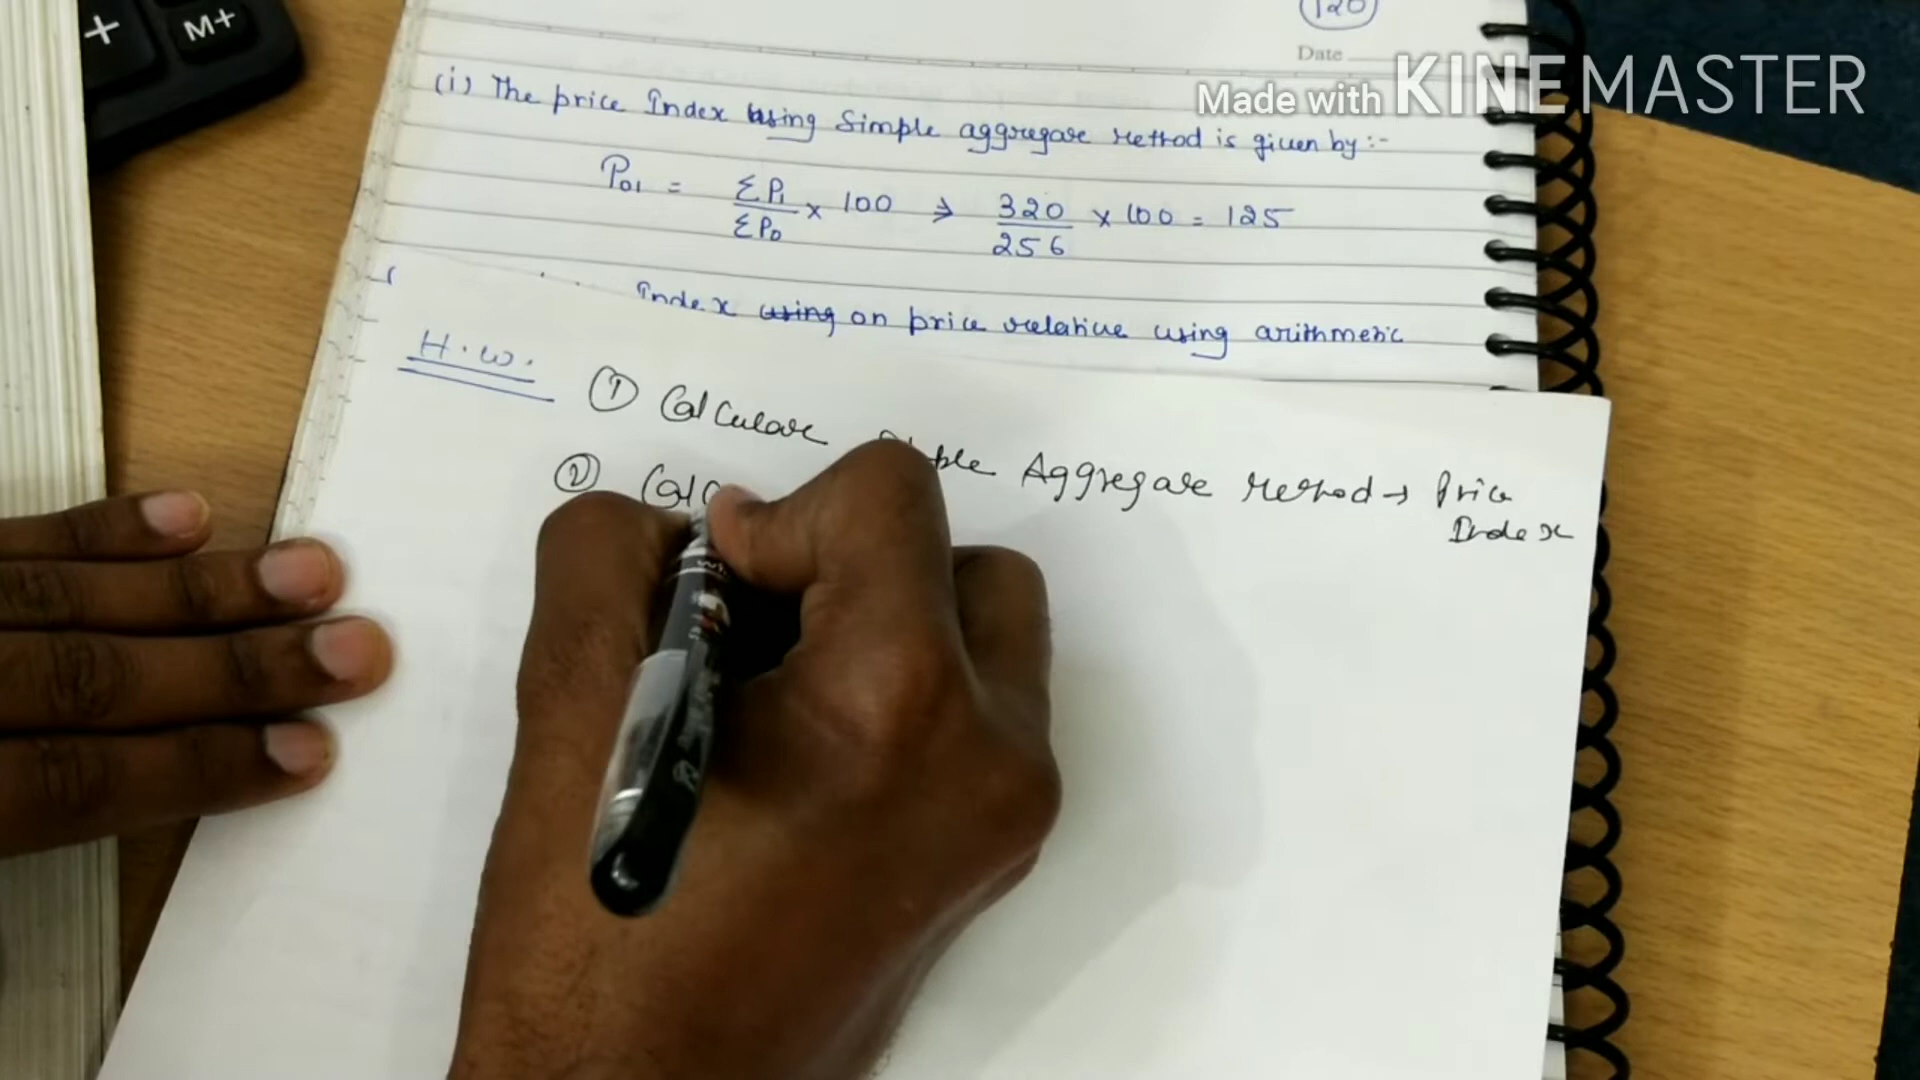 M+
120
Date
Made with KINEMASTER
(i) The price Index using Simple aggregate Method is given by:-
P01 = ΣP1/ΣP0 × 100 ⇒ 320/256 × 100 = 125
Index using on price relative using arithmetic
H.W. ① Calculate Aggregate Method → Price Index
②